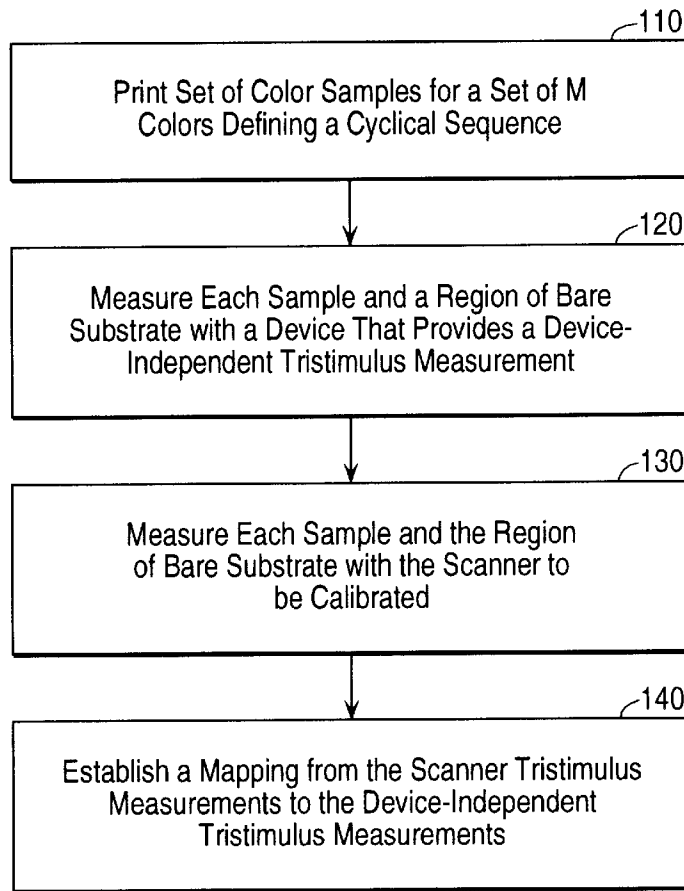 110
Print Set of Color Samples for a Set of M
Colors Defining a Cyclical Sequence
120
Measure Each Sample and a Region of Bare
Substrate with a Device That Provides a Device-
Independent Tristimulus Measurement
130
Measure Each Sample and the Region
of Bare Substrate with the Scanner to
be Calibrated
140
Establish a Mapping from the Scanner Tristimulus
Measurements to the Device-Independent
Tristimulus Measurements